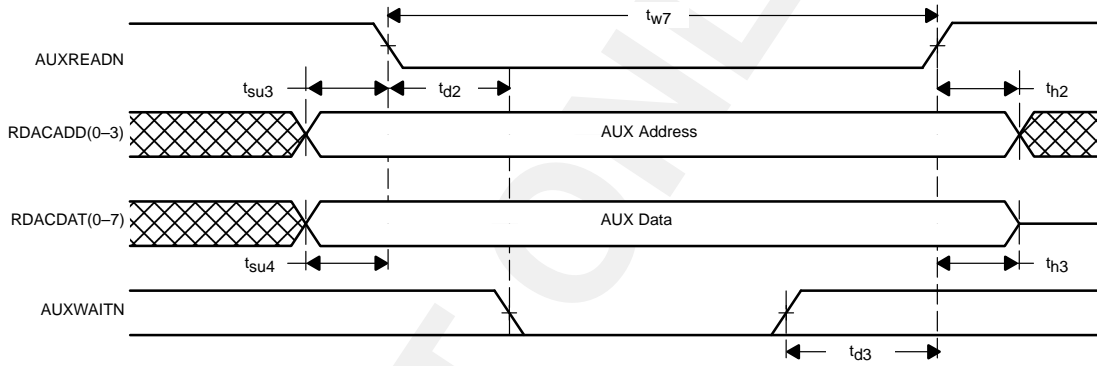 tw7
AUXREADN
tsu3
td2
th2
RDACADD(0–3)
AUX Address
RDACDAT(0–7)
AUX Data
tsu4
th3
AUXWAITN
td3